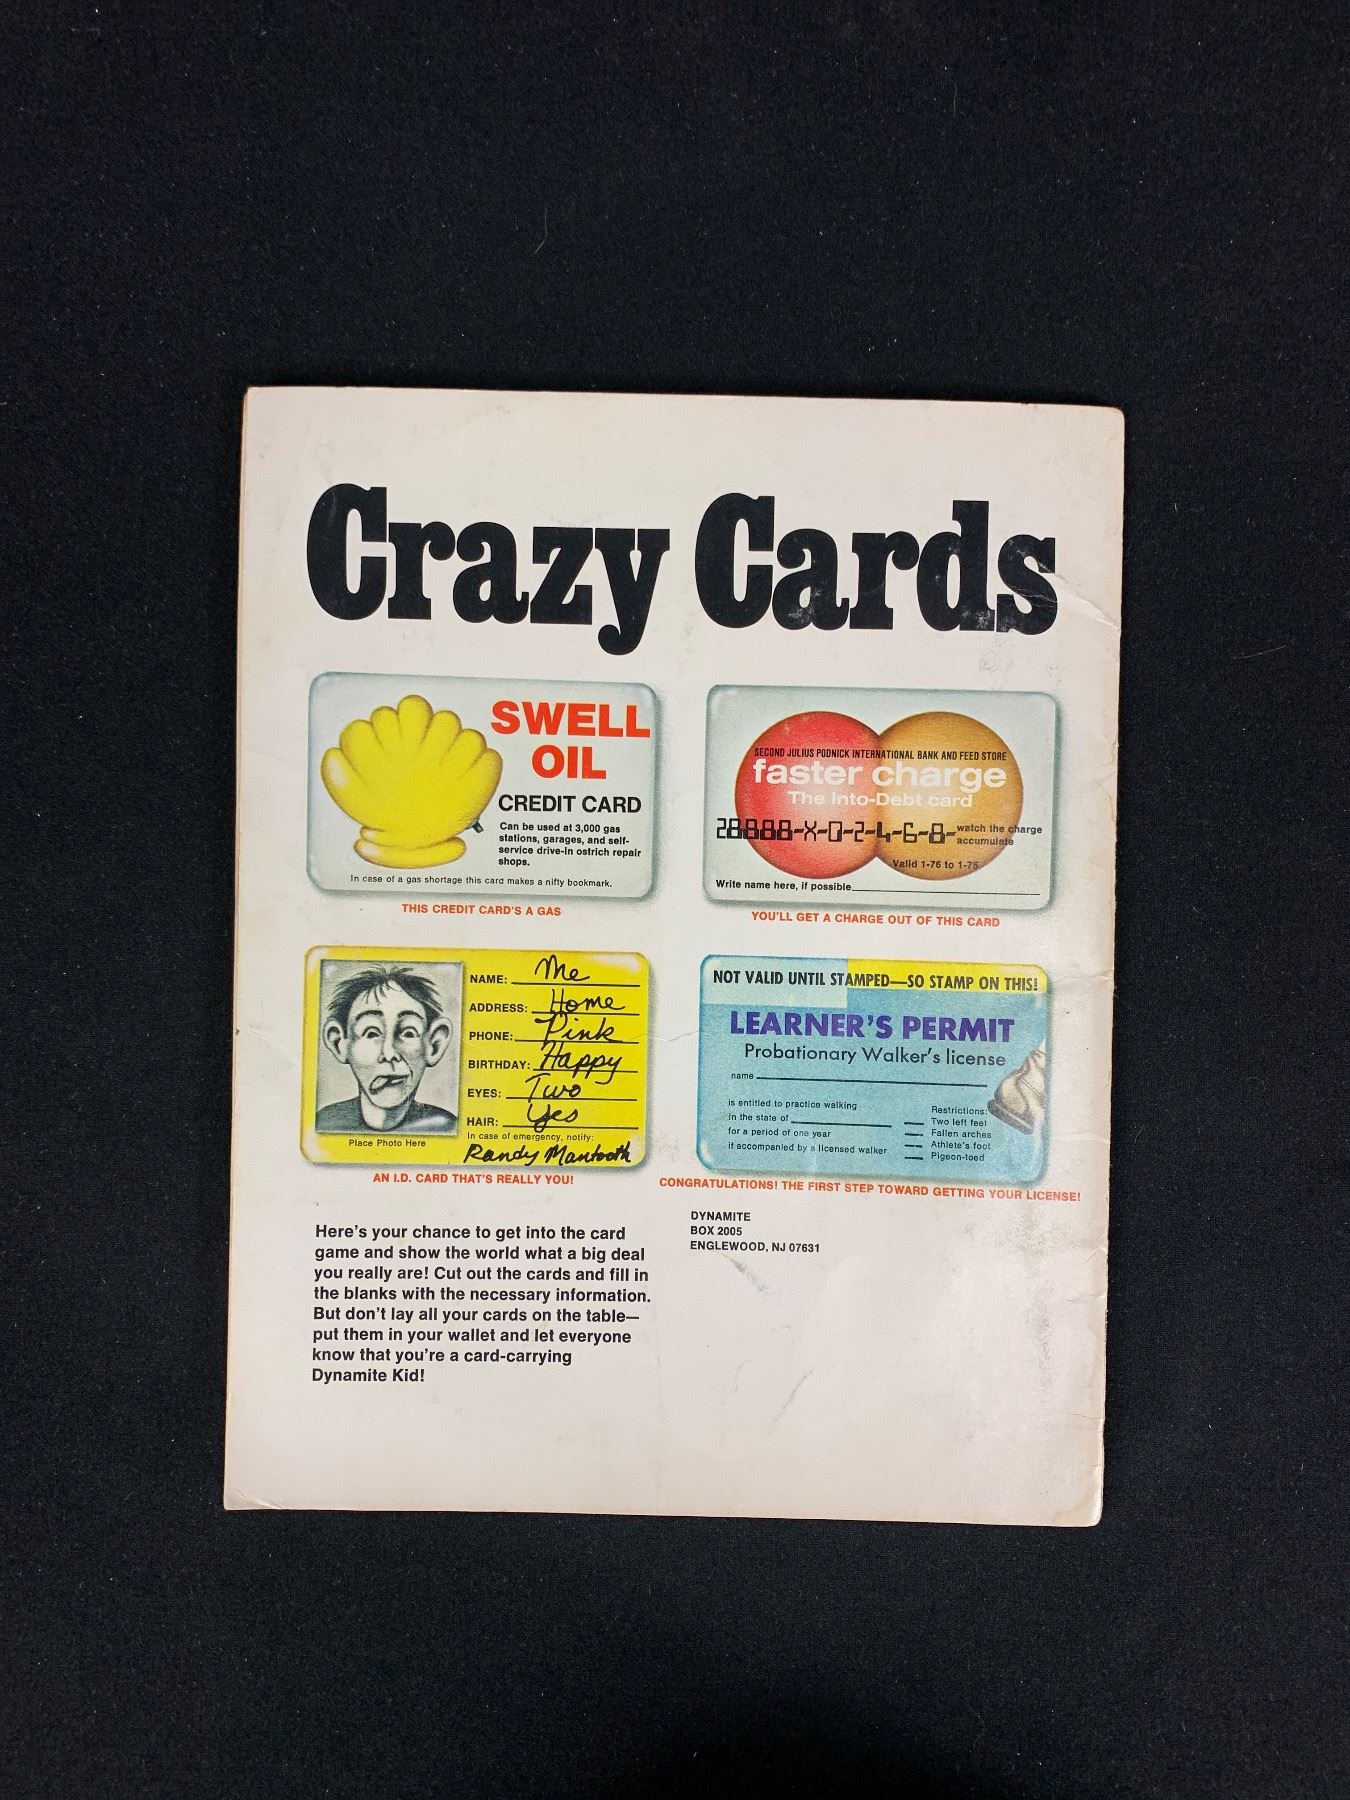 Crazy Cards
SWELL
OIL
CREDIT CARD
Can be used at 3,000 gas
stations, garages, and self-
service drive-in ostrich repair
shops.
In case of a gas shortage this card makes a nifty bookmark.
THIS CREDIT CARD'S A GAS
SECOND JULIUS PODNICK INTERNATIONAL BANK AND FEED STORE
faster charge
The Into-Debt card
28888-X-0-2-4-6-8-
watch the charge
accumulate
Valid 1-76 to 1-75
Write name here, if possible
YOU'LL GET A CHARGE OUT OF THIS CARD
Place Photo Here
NAME: Me
ADDRESS: Home
PHONE: Pink
BIRTHDAY: Happy
EYES: Two
HAIR: Yes
In case of emergency, notify:
Randy Mantooth
AN I.D. CARD THAT'S REALLY YOU!
NOT VALID UNTIL STAMPED—SO STAMP ON THIS!
LEARNER'S PERMIT
Probationary Walker's license
name
is entitled to practice walking
in the state of
for a period of one year
if accompanied by a licensed walker
Restrictions:
Two left feet
Fallen arches
Athlete's foot
Pigeon-toed
CONGRATULATIONS! THE FIRST STEP TOWARD GETTING YOUR LICENSE!
Here's your chance to get into the card
game and show the world what a big deal
you really are! Cut out the cards and fill in
the blanks with the necessary information.
But don't lay all your cards on the table—
put them in your wallet and let everyone
know that you're a card-carrying
Dynamite Kid!
DYNAMITE
BOX 2005
ENGLEWOOD, NJ 07631